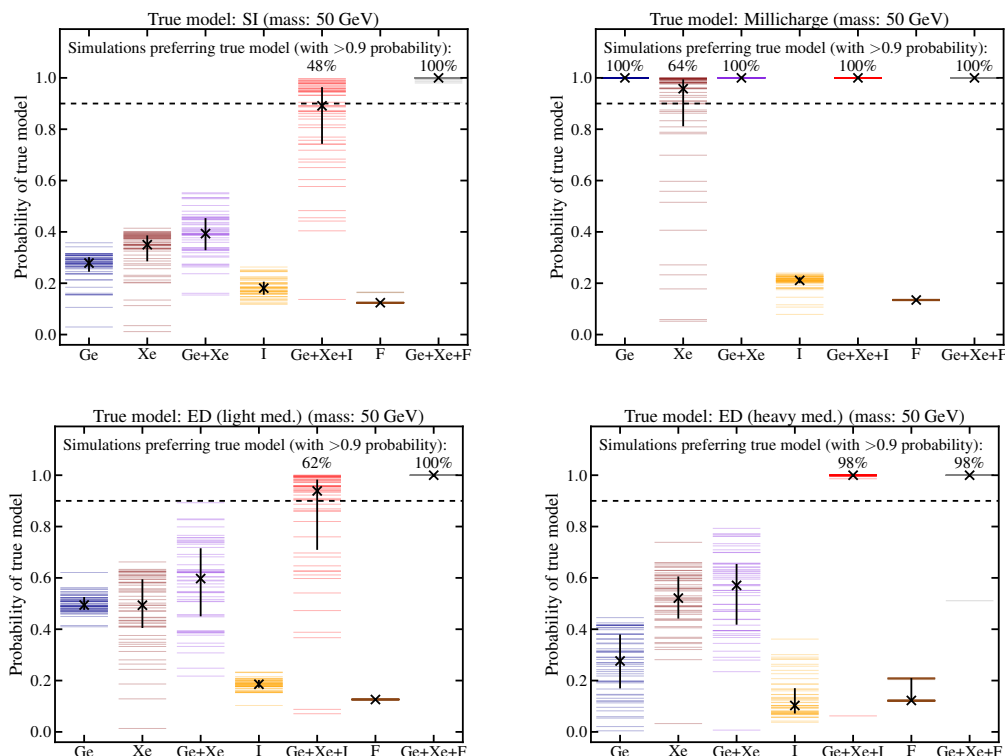 True model: SI (mass: 50 GeV)
Simulations preferring true model (with >0.9 probability):
48% 100%
Probability of true model
1.0
0.8
0.6
0.4
0.2
0.0
Ge Xe Ge+Xe I Ge+Xe+I F Ge+Xe+F
True model: Millicharge (mass: 50 GeV)
Simulations preferring true model (with >0.9 probability):
100% 64% 100% 100% 100%
Probability of true model
1.0
0.8
0.6
0.4
0.2
0.0
Ge Xe Ge+Xe I Ge+Xe+I F Ge+Xe+F
True model: ED (light med.) (mass: 50 GeV)
Simulations preferring true model (with >0.9 probability):
62% 100%
Probability of true model
1.0
0.8
0.6
0.4
0.2
0.0
Ge Xe Ge+Xe I Ge+Xe+I F Ge+Xe+F
True model: ED (heavy med.) (mass: 50 GeV)
Simulations preferring true model (with >0.9 probability):
98% 98%
Probability of true model
1.0
0.8
0.6
0.4
0.2
0.0
Ge Xe Ge+Xe I Ge+Xe+I F Ge+Xe+F